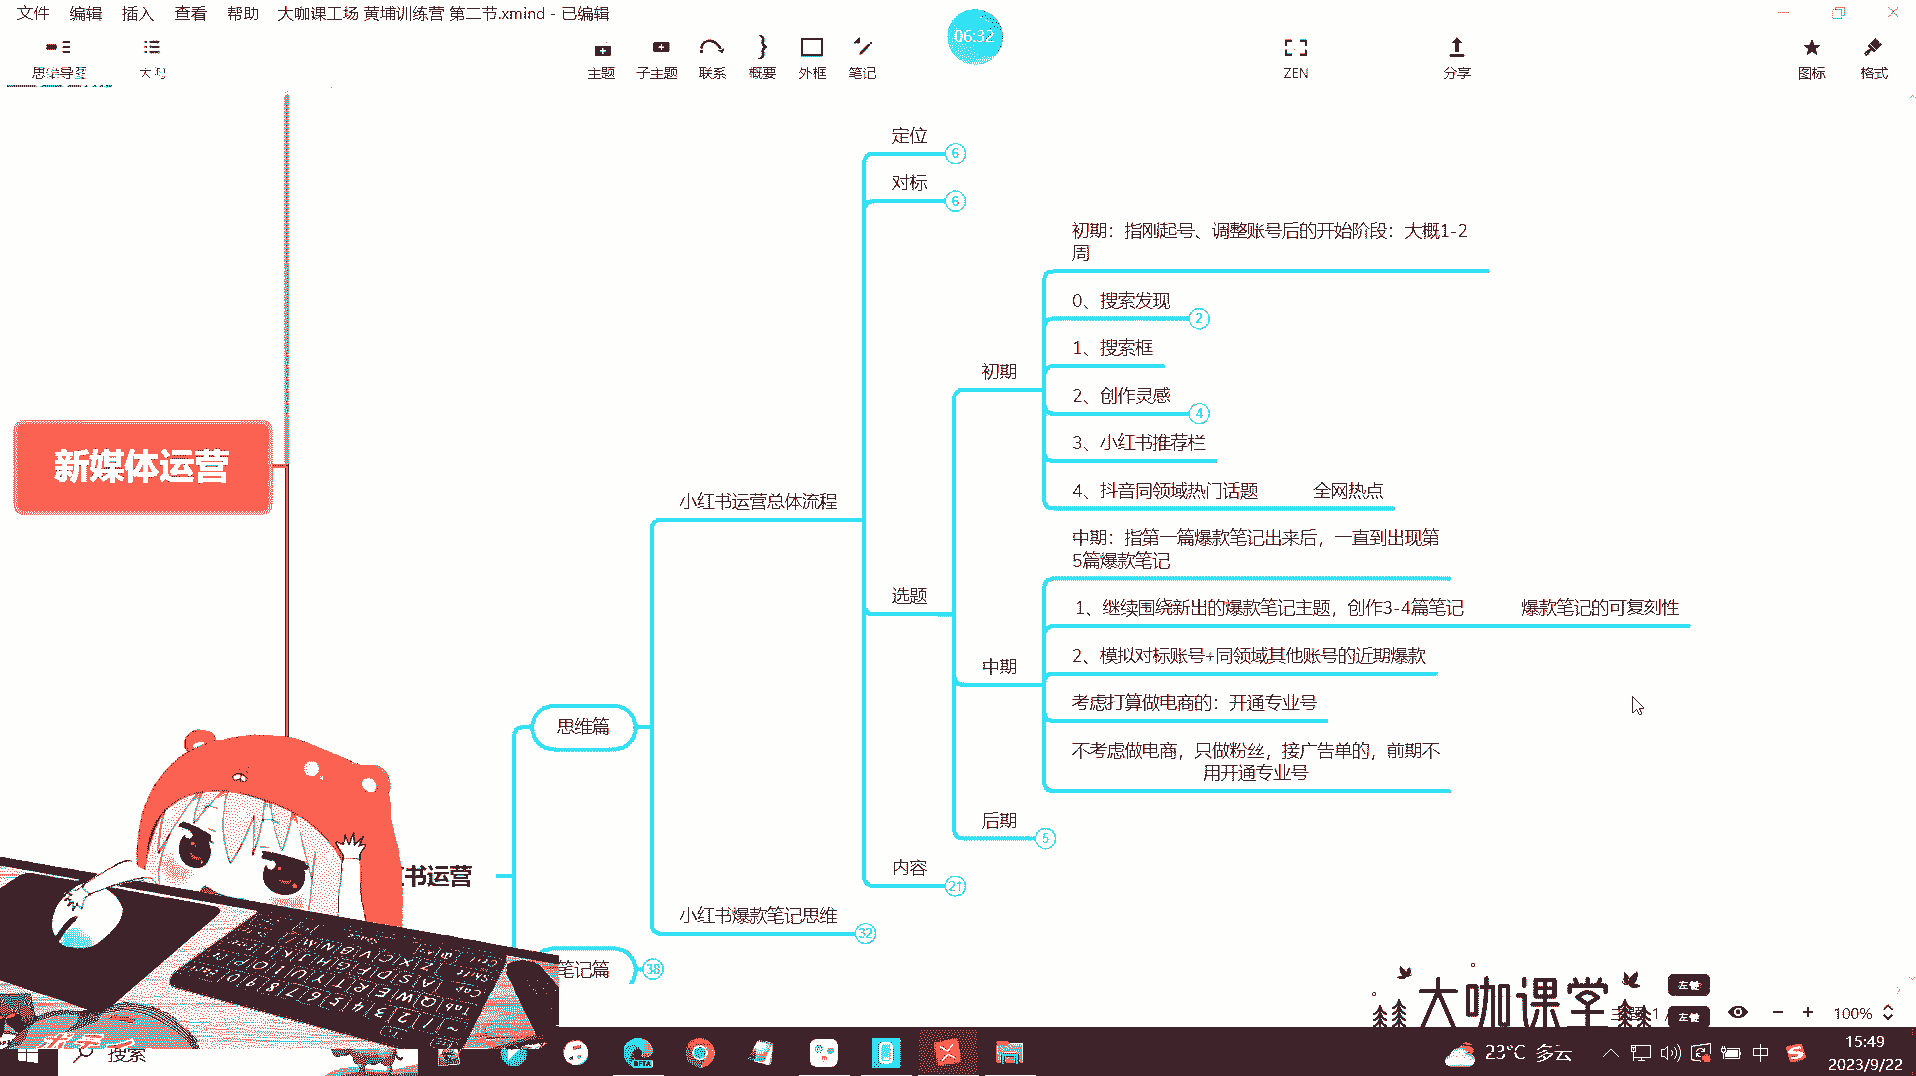 文件 编辑 插入 查看 帮助 大咖课工场 黄埔训练营 第二节.xmind - 已编辑
思维导图 大纲 主题 子主题 联系 概要 外框 笔记 06:32 ZEN 分享 图标 格式
定位 6
对标 6
初期：指刚起号、调整账号后的开始阶段：大概1-2
周
0、搜索发现 2
1、搜索框
初期
2、创作灵感 4
3、小红书推荐栏
4、抖音同领域热门话题 全网热点
新媒体运营
小红书运营总体流程
中期：指第一篇爆款笔记出来后，一直到出现第
5篇爆款笔记
选题
1、继续围绕新出的爆款笔记主题，创作3-4篇笔记 爆款笔记的可复刻性
2、模拟对标账号+同领域其他账号的近期爆款
中期
考虑打算做电商的：开通专业号
思维篇
不考虑做电商，只做粉丝，接广告单的，前期不
用开通专业号
后期 5
内容 21
书运营
小红书爆款笔记思维 32
笔记篇 38
大咖课堂
左键
左键
100%
搜索
23°C 多云
中
15:49
2023/9/22